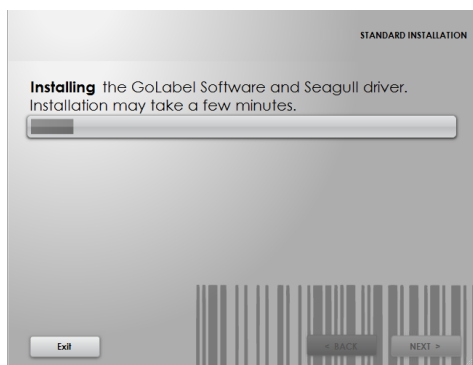 STANDARD INSTALLATION
Installing the GoLabel Software and Seagull driver.
Installation may take a few minutes.
Exit
< BACK
NEXT >